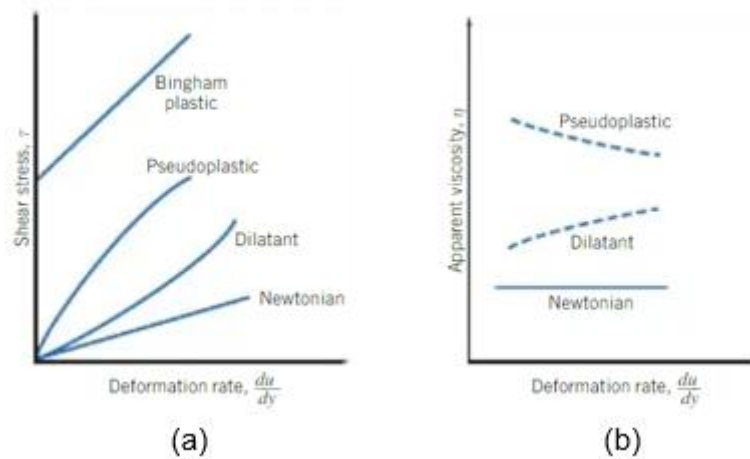 Bingham
plastic
Pseudoplastic
Dilatant
Newtonian
Shear stress, τ
Deformation rate, du/dy
(a)
Pseudoplastic
Dilatant
Newtonian
Apparent viscosity, η
Deformation rate, du/dy
(b)